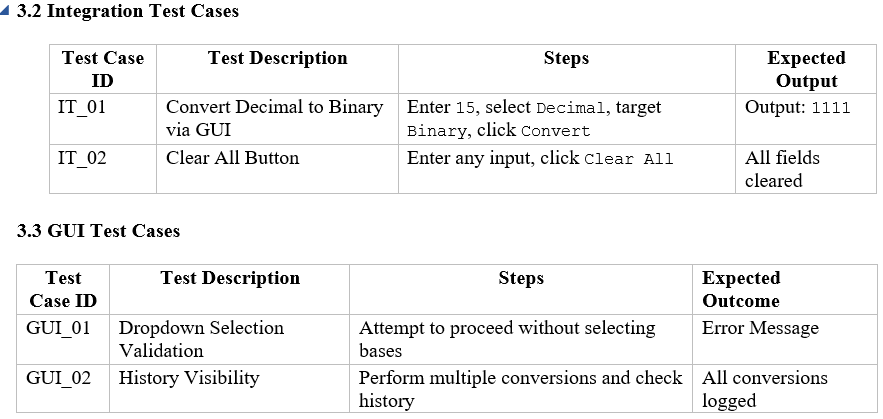 3.2 Integration Test Cases
Test Case ID Test Description Steps Expected Output
IT_01 Convert Decimal to Binary via GUI Enter 15, select Decimal, target Binary, click Convert Output: 1111
IT_02 Clear All Button Enter any input, click Clear All All fields cleared
3.3 GUI Test Cases
Test Case ID Test Description Steps Expected Outcome
GUI_01 Dropdown Selection Validation Attempt to proceed without selecting bases Error Message
GUI_02 History Visibility Perform multiple conversions and check history All conversions logged